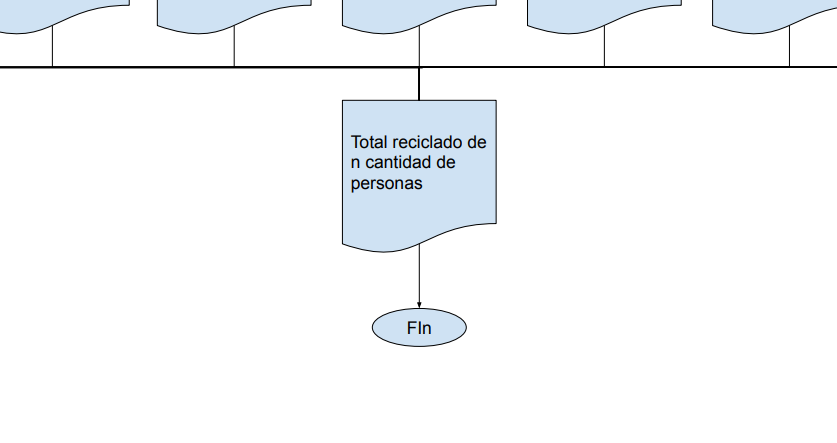 Total reciclado de
n cantidad de
personas
FIn